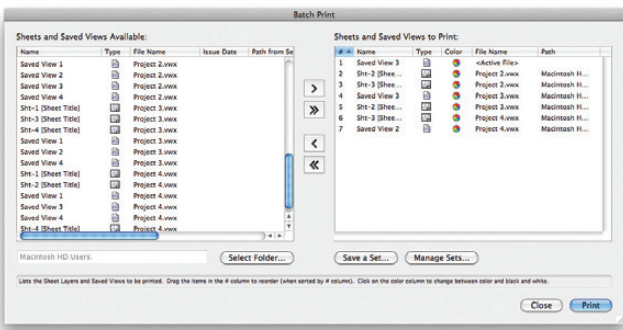 Batch Print
Sheets and Saved Views Available:
Name Type File Name Issue Date Path from Se
Saved View 1 Project 2.vwx
Saved View 2 Project 2.vwx
Saved View 3 Project 2.vwx
Saved View 4 Project 2.vwx
Sht-1 [Sheet Title] Project 3.vwx
Sht-3 [Sheet Title] Project 3.vwx
Sht-4 [Sheet Title] Project 3.vwx
Saved View 1 Project 3.vwx
Saved View 2 Project 3.vwx
Saved View 4 Project 3.vwx
Sht-1 [Sheet Title] Project 4.vwx
Sht-2 [Sheet Title] Project 4.vwx
Saved View 1 Project 4.vwx
Saved View 3 Project 4.vwx
Saved View 4 Project 4.vwx
Sht-4 [Sheet Title] Project 4.vwx
Macintosh HD:Users:
Select Folder...
Sheets and Saved Views to Print:
# Name Type Color File Name Path
1 Saved View 3 <Active File>
2 Sht-2 [Shee... Project 2.vwx Macintosh H...
3 Sht-3 [Shee... Project 2.vwx Macintosh H...
4 Saved View 3 Project 3.vwx Macintosh H...
5 Sht-2 [Shee... Project 3.vwx Macintosh H...
6 Sht-3 [Shee... Project 4.vwx Macintosh H...
7 Saved View 2 Project 4.vwx Macintosh H...
Save a Set... Manage Sets...
Lists the Sheet Layers and Saved Views to be printed. Drag the items in the # column to reorder (when sorted by # column). Click on the color column to change between color and black and white.
Close Print